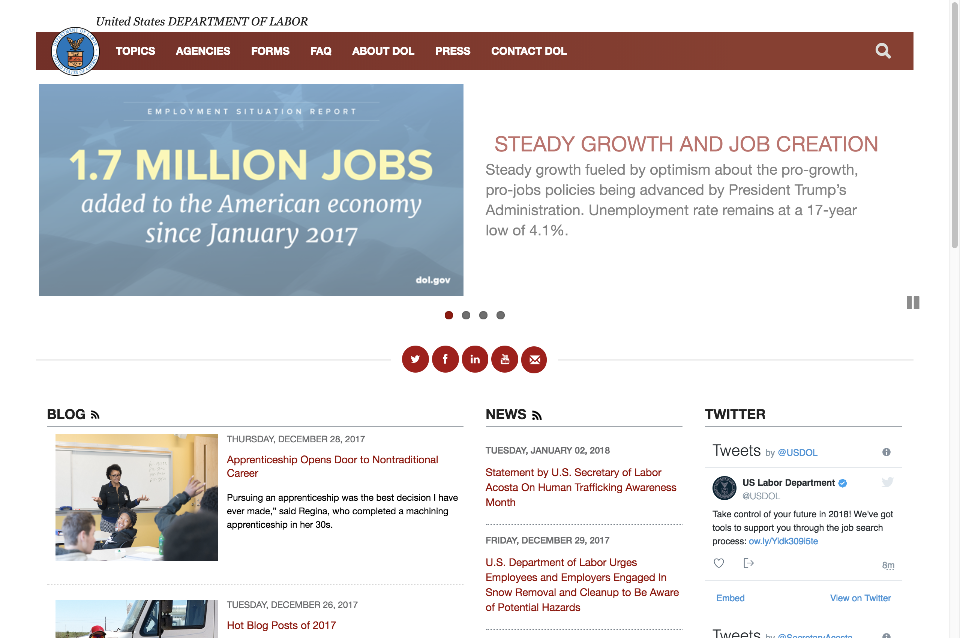 United States DEPARTMENT OF LABOR
TOPICS AGENCIES FORMS FAQ ABOUT DOL PRESS CONTACT DOL
EMPLOYMENT SITUATION REPORT
1.7 MILLION JOBS
added to the American economy
since January 2017
dol.gov
STEADY GROWTH AND JOB CREATION
Steady growth fueled by optimism about the pro-growth,
pro-jobs policies being advanced by President Trump's
Administration. Unemployment rate remains at a 17-year
low of 4.1%.
BLOG
THURSDAY, DECEMBER 28, 2017
Apprenticeship Opens Door to Nontraditional
Career
Pursuing an apprenticeship was the best decision I have
ever made," said Regina, who completed a machining
apprenticeship in her 30s.
TUESDAY, DECEMBER 26, 2017
Hot Blog Posts of 2017
NEWS
TUESDAY, JANUARY 02, 2018
Statement by U.S. Secretary of Labor
Acosta On Human Trafficking Awareness
Month
FRIDAY, DECEMBER 29, 2017
U.S. Department of Labor Urges
Employees and Employers Engaged In
Snow Removal and Cleanup to Be Aware
of Potential Hazards
TWITTER
Tweets by @USDOL
US Labor Department
@USDOL
Take control of your future in 2018! We've got
tools to support you through the job search
process: ow.ly/Yidk309i5te
8m
Embed View on Twitter
Tweets by @SecretaryAcosta